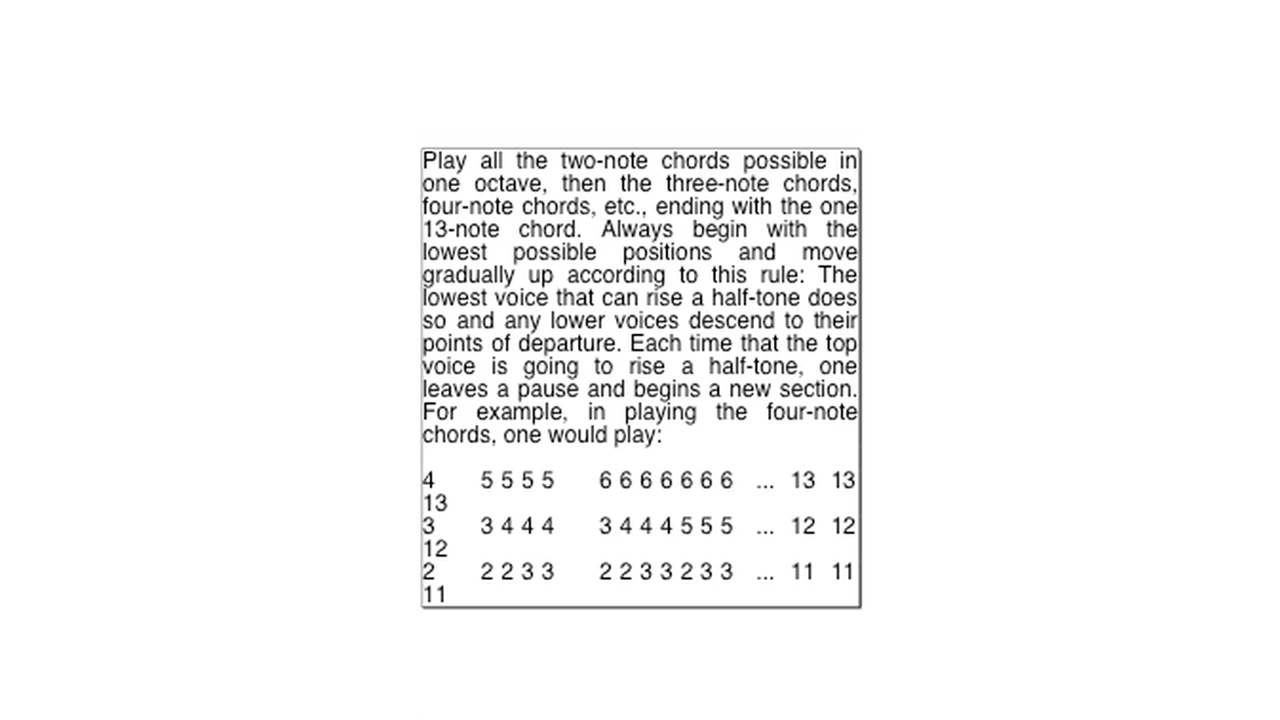 Play all the two-note chords possible in
one octave, then the three-note chords,
four-note chords, etc., ending with the one
13-note chord. Always begin with the
lowest possible positions and move
gradually up according to this rule: The
lowest voice that can rise a half-tone does
so and any lower voices descend to their
points of departure. Each time that the top
voice is going to rise a half-tone, one
leaves a pause and begins a new section.
For example, in playing the four-note
chords, one would play:
4 5 5 5 5 6 6 6 6 6 6 6 ... 13 13
13
3 3 4 4 4 3 4 4 4 5 5 5 ... 12 12
12
2 2 2 3 3 2 2 3 3 2 3 3 ... 11 11
11